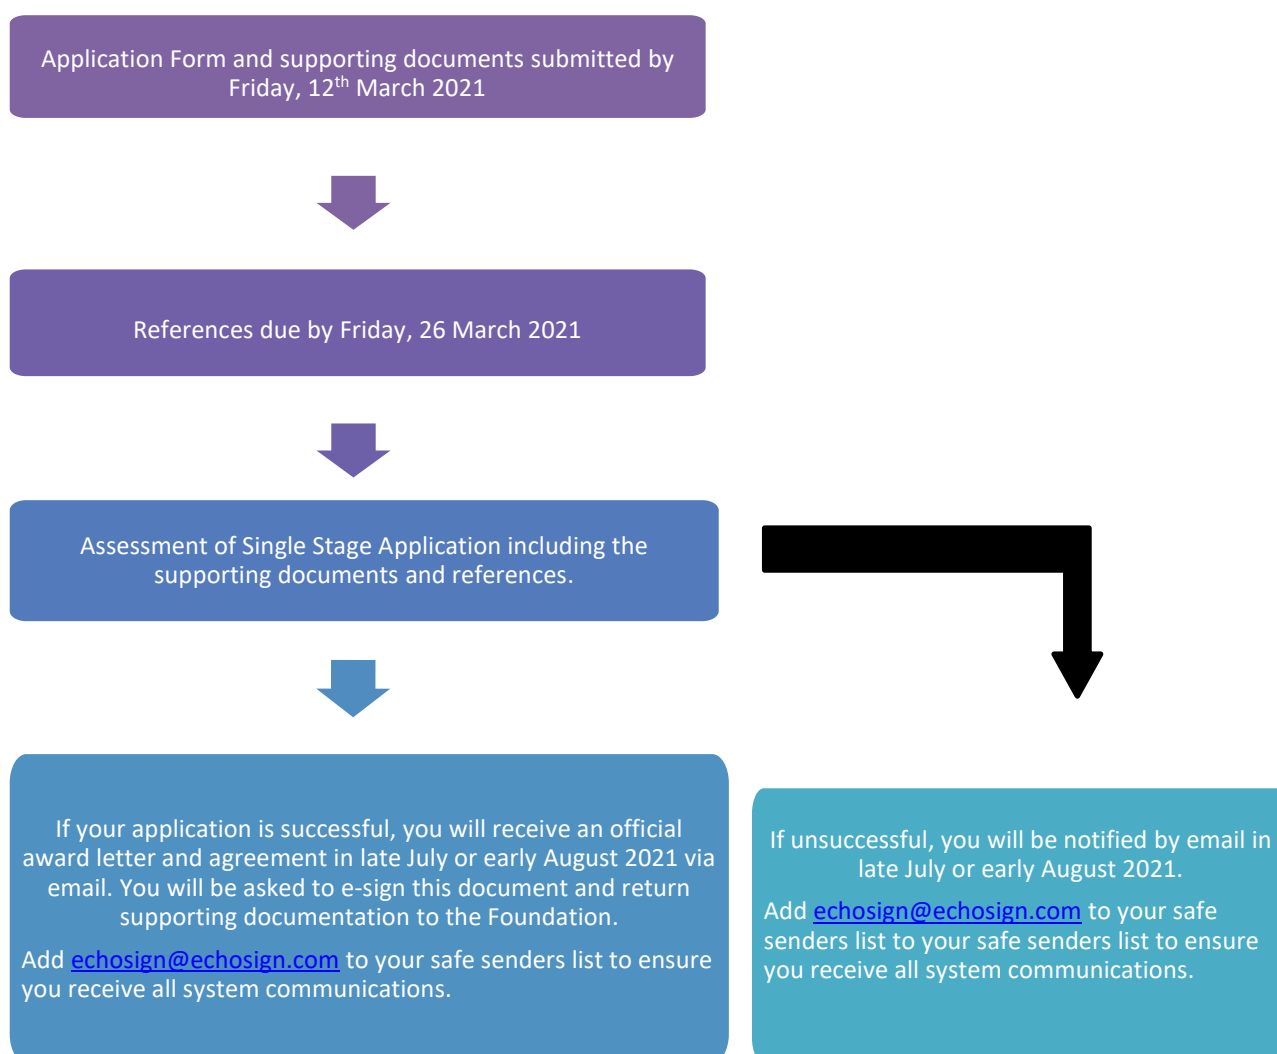 Application Form and supporting documents submitted by
Friday, 12th March 2021
References due by Friday, 26 March 2021
Assessment of Single Stage Application including the
supporting documents and references.
If your application is successful, you will receive an official
award letter and agreement in late July or early August 2021 via
email. You will be asked to e-sign this document and return
supporting documentation to the Foundation.
Add echosign@echosign.com to your safe senders list to ensure
you receive all system communications.
If unsuccessful, you will be notified by email in
late July or early August 2021.
Add echosign@echosign.com to your safe
senders list to your safe senders list to ensure
you receive all system communications.